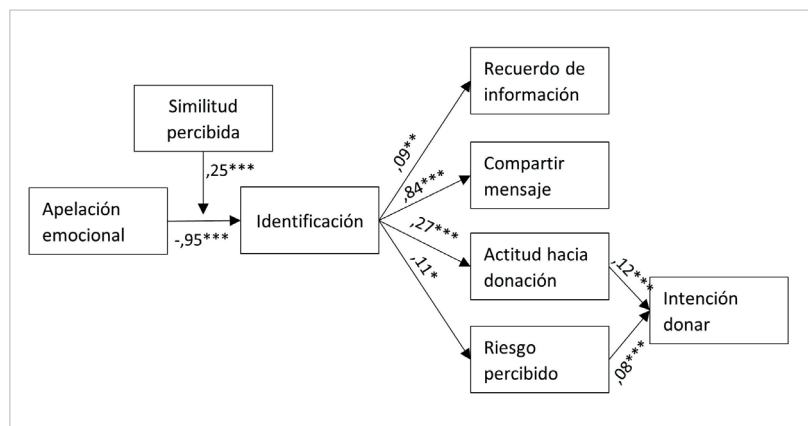 Recuerdo de
información
Similitud
percibida
,09**
,25***
Compartir
mensaje
,84***
Apelación
emocional
-,95***
Identificación
,27***
Actitud hacia
donación
,12***
,11*
Intención
donar
Riesgo
percibido
,08***